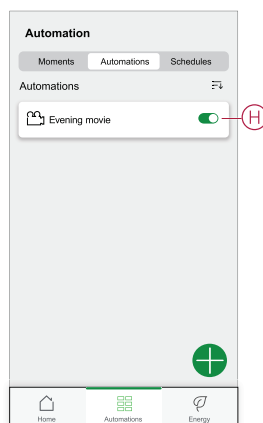 Automation
Moments Automations Schedules
Automations
Evening movie
H
Home Automations Energy